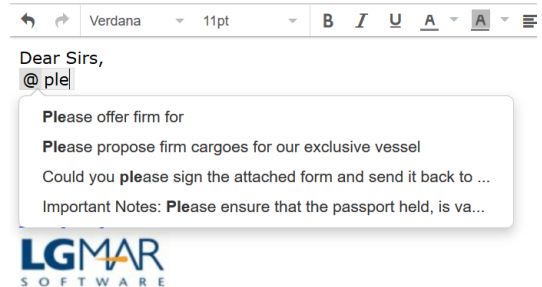 Verdana 11pt B I U A A
Dear Sirs,
@ ple
Please offer firm for
Please propose firm cargoes for our exclusive vessel
Could you please sign the attached form and send it back to ...
Important Notes: Please ensure that the passport held, is va...
LGMAR
SOFTWARE